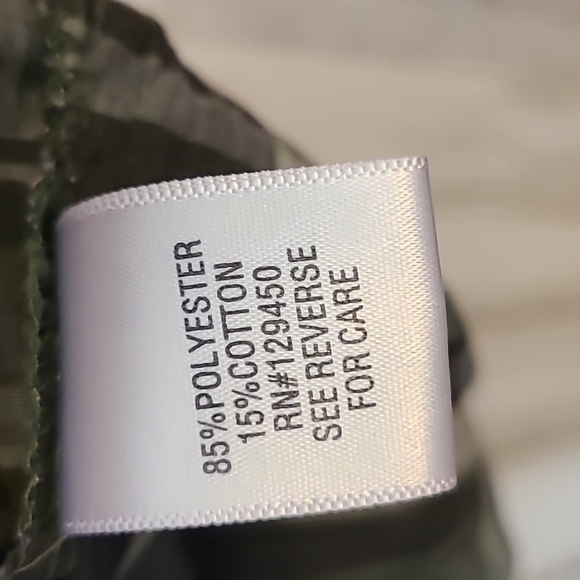 85%POLYESTER
15%COTTON
RN#129450
SEE REVERSE
FOR CARE